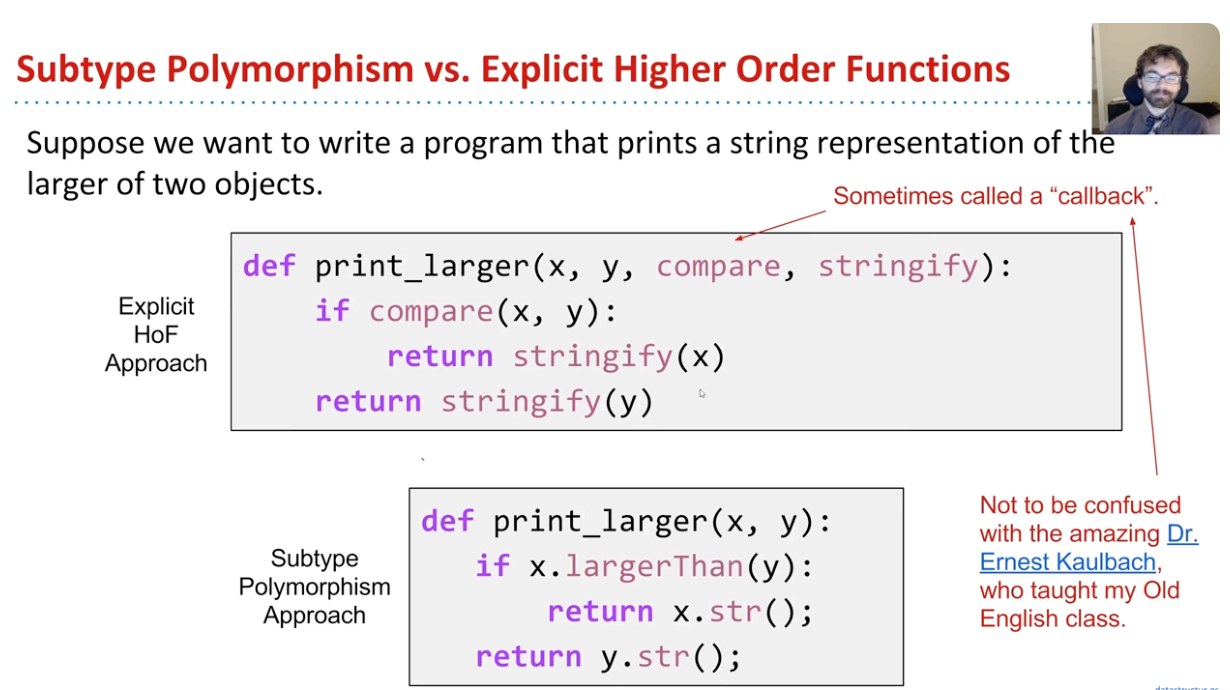 Subtype Polymorphism vs. Explicit Higher Order Functions
Suppose we want to write a program that prints a string representation of the
larger of two objects.
Sometimes called a “callback”.
Explicit
HoF
Approach
def print_larger(x, y, compare, stringify):
if compare(x, y):
return stringify(x)
return stringify(y)
Subtype
Polymorphism
Approach
def print_larger(x, y):
if x.largerThan(y):
return x.str();
return y.str();
Not to be confused
with the amazing Dr.
Ernest Kaulbach,
who taught my Old
English class.